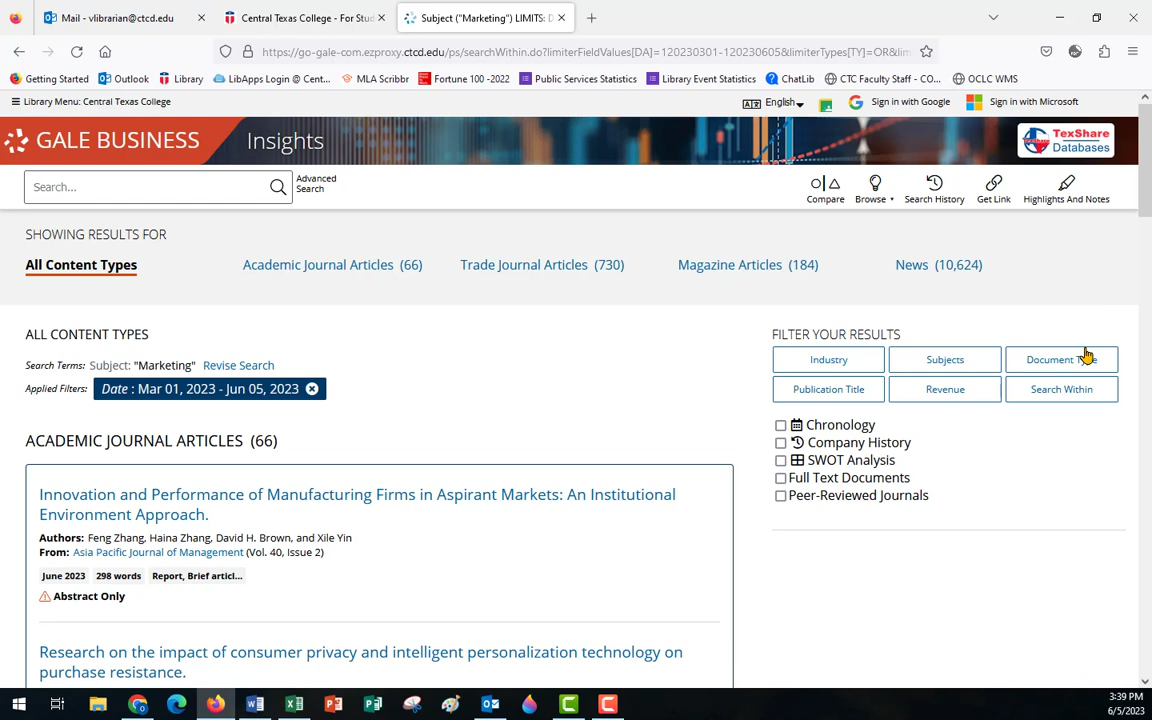 Mail - vlibrarian@ctcd.edu
Central Texas College - For Stud
Subject ("Marketing") LIMITS: D
https://go-gale-com.ezproxy.ctcd.edu/ps/searchWithin.do?limiterFieldValues[DA]=120230301-120230605&limiterTypes[TY]=OR&lim
Getting Started
Outlook
Library
LibApps Login @ Cent...
MLA Scribbr
Fortune 100 -2022
Public Services Statistics
Library Event Statistics
ChatLib
CTC Faculty Staff - CO...
OCLC WMS
Library Menu: Central Texas College
English
Sign in with Google
Sign in with Microsoft
GALE BUSINESS Insights
TexShare
Databases
Search...
Advanced
Search
Compare
Browse
Search History
Get Link
Highlights And Notes
SHOWING RESULTS FOR
All Content Types
Academic Journal Articles (66)
Trade Journal Articles (730)
Magazine Articles (184)
News (10,624)
ALL CONTENT TYPES
Search Terms: Subject: "Marketing" Revise Search
Applied Filters: Date : Mar 01, 2023 - Jun 05, 2023
FILTER YOUR RESULTS
Industry
Subjects
Document Type
Publication Title
Revenue
Search Within
Chronology
Company History
SWOT Analysis
Full Text Documents
Peer-Reviewed Journals
ACADEMIC JOURNAL ARTICLES (66)
Innovation and Performance of Manufacturing Firms in Aspirant Markets: An Institutional
Environment Approach.
Authors: Feng Zhang, Haina Zhang, David H. Brown, and Xile Yin
From: Asia Pacific Journal of Management (Vol. 40, Issue 2)
June 2023 298 words Report, Brief articl...
Abstract Only
Research on the impact of consumer privacy and intelligent personalization technology on
purchase resistance.
3:39 PM
6/5/2023